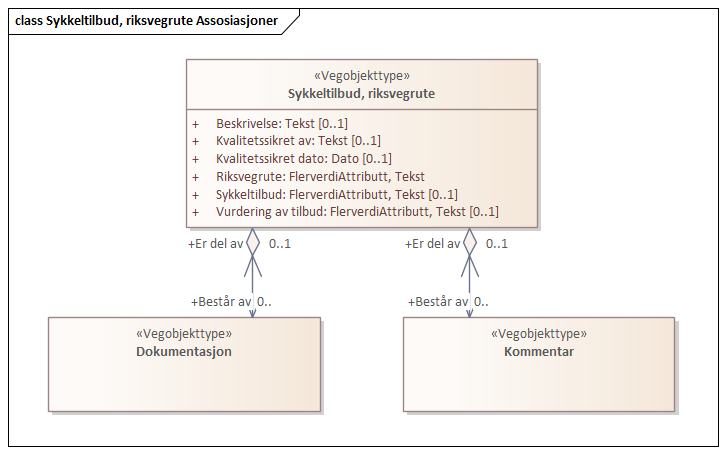 class Sykkeltilbud, riksvegrute Assosiasjoner
«Vegobjekttype»
Sykkeltilbud, riksvegrute
+ Beskrivelse: Tekst [0..1]
+ Kvalitetssikret av: Tekst [0..1]
+ Kvalitetssikret dato: Dato [0..1]
+ Riksvegrute: FlerverdiAttributt, Tekst
+ Sykkeltilbud: FlerverdiAttributt, Tekst [0..1]
+ Vurdering av tilbud: FlerverdiAttributt, Tekst [0..1]
+Er del av 0..1 +Er del av 0..1
+Består av 0.. +Består av 0..
«Vegobjekttype» «Vegobjekttype»
Dokumentasjon Kommentar